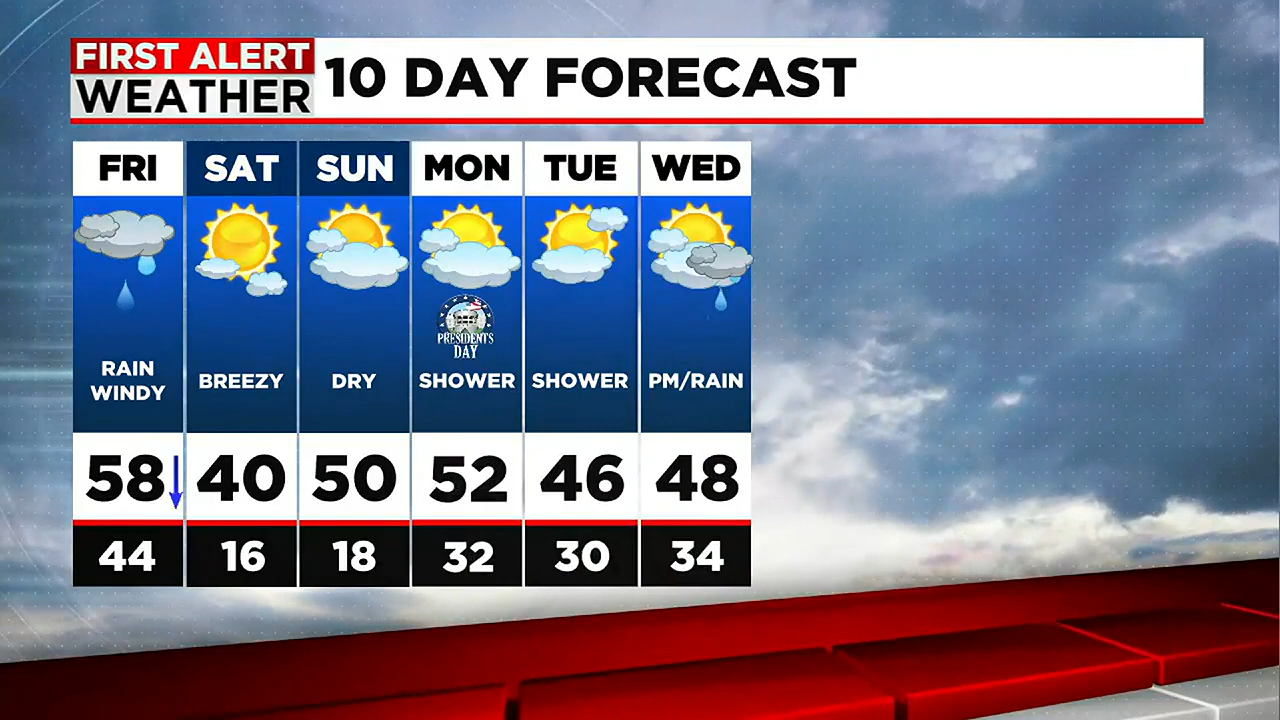 FIRST ALERT
WEATHER
10 DAY FORECAST
FRI SAT SUN MON TUE WED
PRESIDENTS
DAY
RAIN
WINDY
BREEZY DRY SHOWER SHOWER PM/RAIN
58 40 50 52 46 48
44 16 18 32 30 34